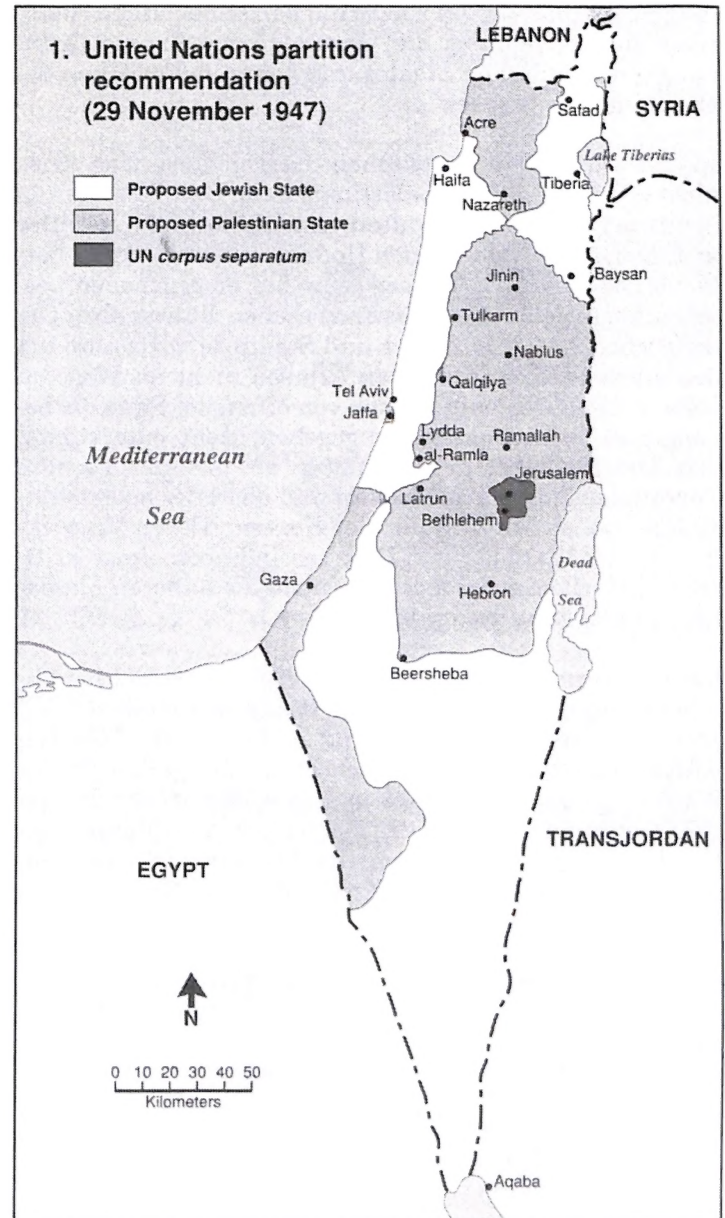 1. United Nations partition
recommendation
(29 November 1947)
Proposed Jewish State
Proposed Palestinian State
UN corpus separatum
LEBANON
SYRIA
Safad
Acre
Lake Tiberias
Haifa
Tiberia
Nazareth
Jinin
Baysan
Tulkarm
Nablus
Qalqilya
Tel Aviv
Jaffa
Lydda
Ramallah
al-Ramla
Mediterranean
Sea
Jerusalem
Latrun
Bethlehem
Dead
Sea
Gaza
Hebron
Beersheba
TRANSJORDAN
EGYPT
N
0 10 20 30 40 50
Kilometers
Aqaba